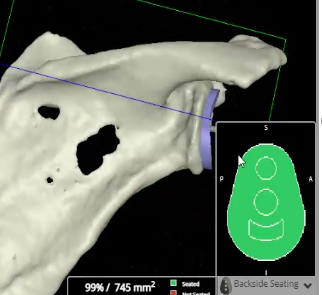 S
P A
I
99% / 745 mm²
Seated
Not Seated
Backside Seating